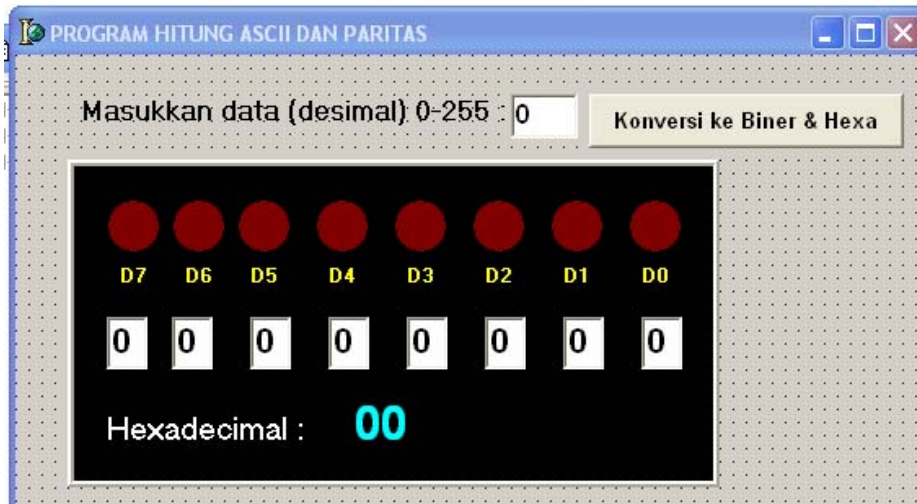 PROGRAM HITUNG ASCII DAN PARITAS
Masukkan data (desimal) 0-255 : 0 Konversi ke Biner & Hexa
D7 D6 D5 D4 D3 D2 D1 D0
0 0 0 0 0 0 0 0
Hexadecimal : 00